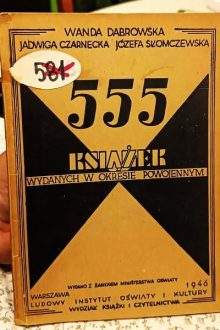 WANDA DĄBROWSKA
JADWIGA CZARNECKA JÓZEFA SŁOMCZEWSKA
581.
555
KSIĄŻEK
WYDANYCH W OKRESIE POWOJENNYM
WYDANO Z ZASIŁKIEM MINISTERSTWA OŚWIATY
WARSZAWA 1946
LUDOWY INSTYTUT OŚWIATY I KULTURY
WYDZIAŁ KSIĄŻKI I CZYTELNICTWA